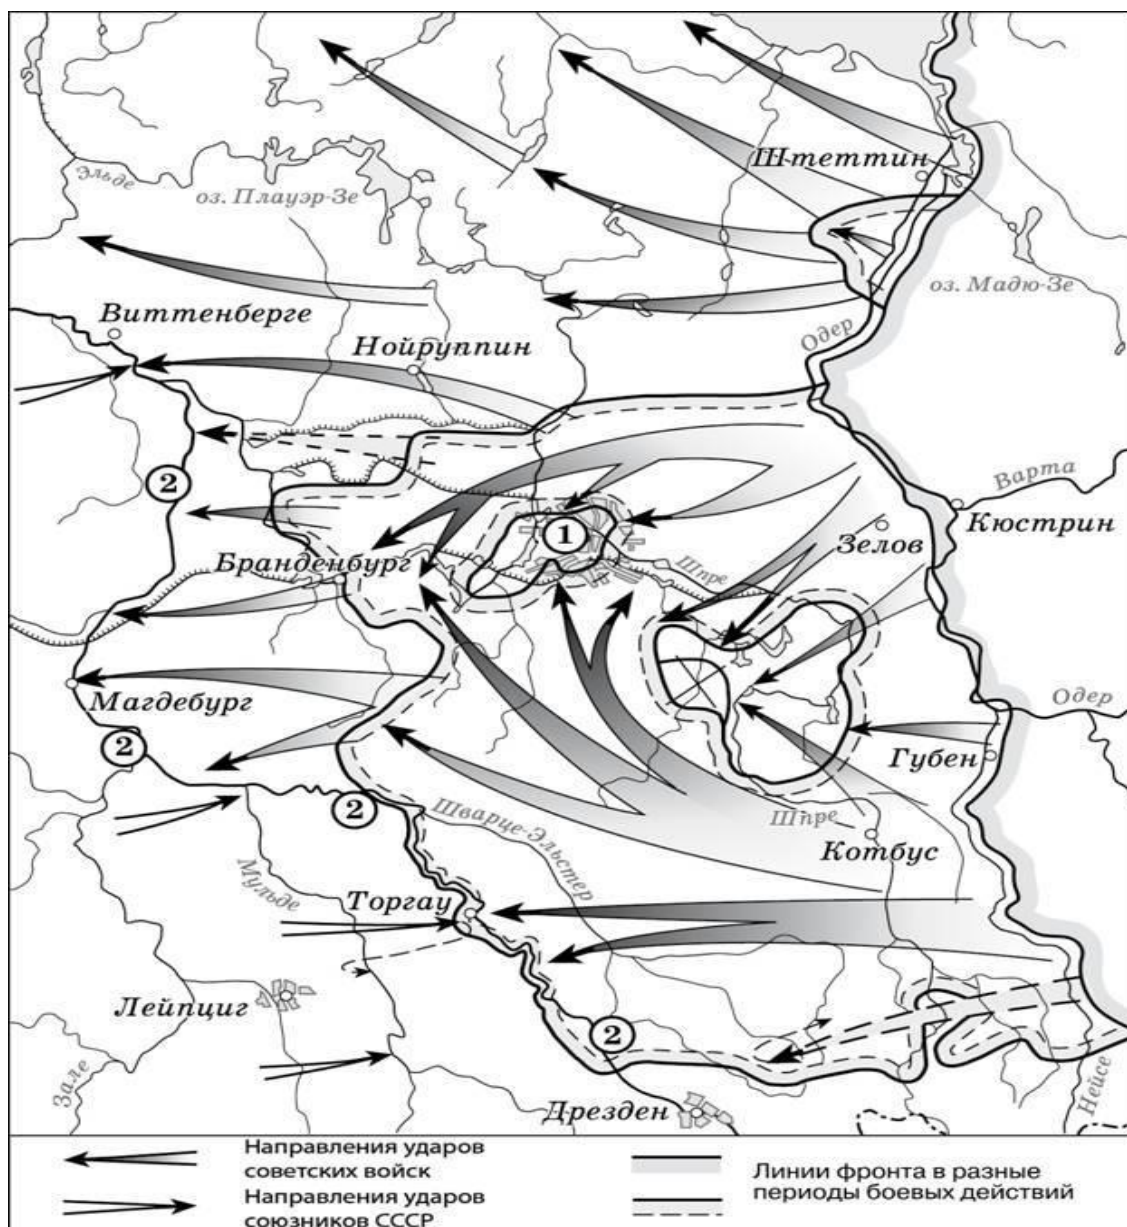 Штеттин
Эльде
оз. Плауэр-Зе
оз. Мадю-Зе
Виттенберге
Одер
Нойруппин
Варта
2
Кюстрин
1
Зелов
Шпре
Бранденбург
Магдебург
Одер
2
Губен
2
Шварце-Эльстер
Шпре
Котбус
Мульде
Торгау
Лейпциг
2
Зале
Нейсе
Дрезден
Направления ударов
советских войск
Направления ударов
союзников СССР
Линии фронта в разные
периоды боевых действий